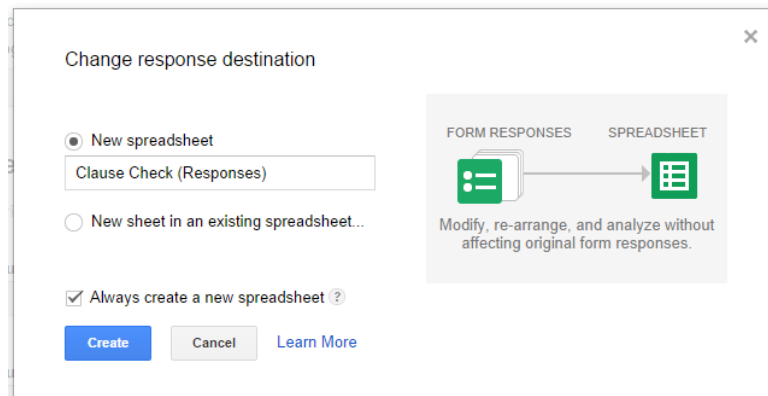 Change response destination
New spreadsheet
Clause Check (Responses)
New sheet in an existing spreadsheet...
Always create a new spreadsheet ?
Create Cancel Learn More
FORM RESPONSES SPREADSHEET
Modify, re-arrange, and analyze without
affecting original form responses.